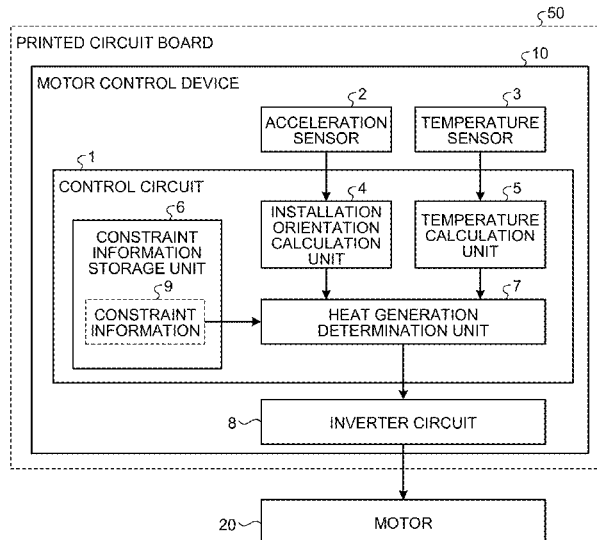 50
PRINTED CIRCUIT BOARD
10
MOTOR CONTROL DEVICE
2
3
ACCELERATION
SENSOR
TEMPERATURE
SENSOR
1
CONTROL CIRCUIT
6
4
5
CONSTRAINT
INFORMATION
STORAGE UNIT
INSTALLATION
ORIENTATION
CALCULATION
UNIT
TEMPERATURE
CALCULATION
UNIT
9
7
CONSTRAINT
INFORMATION
HEAT GENERATION
DETERMINATION UNIT
8
INVERTER CIRCUIT
20
MOTOR